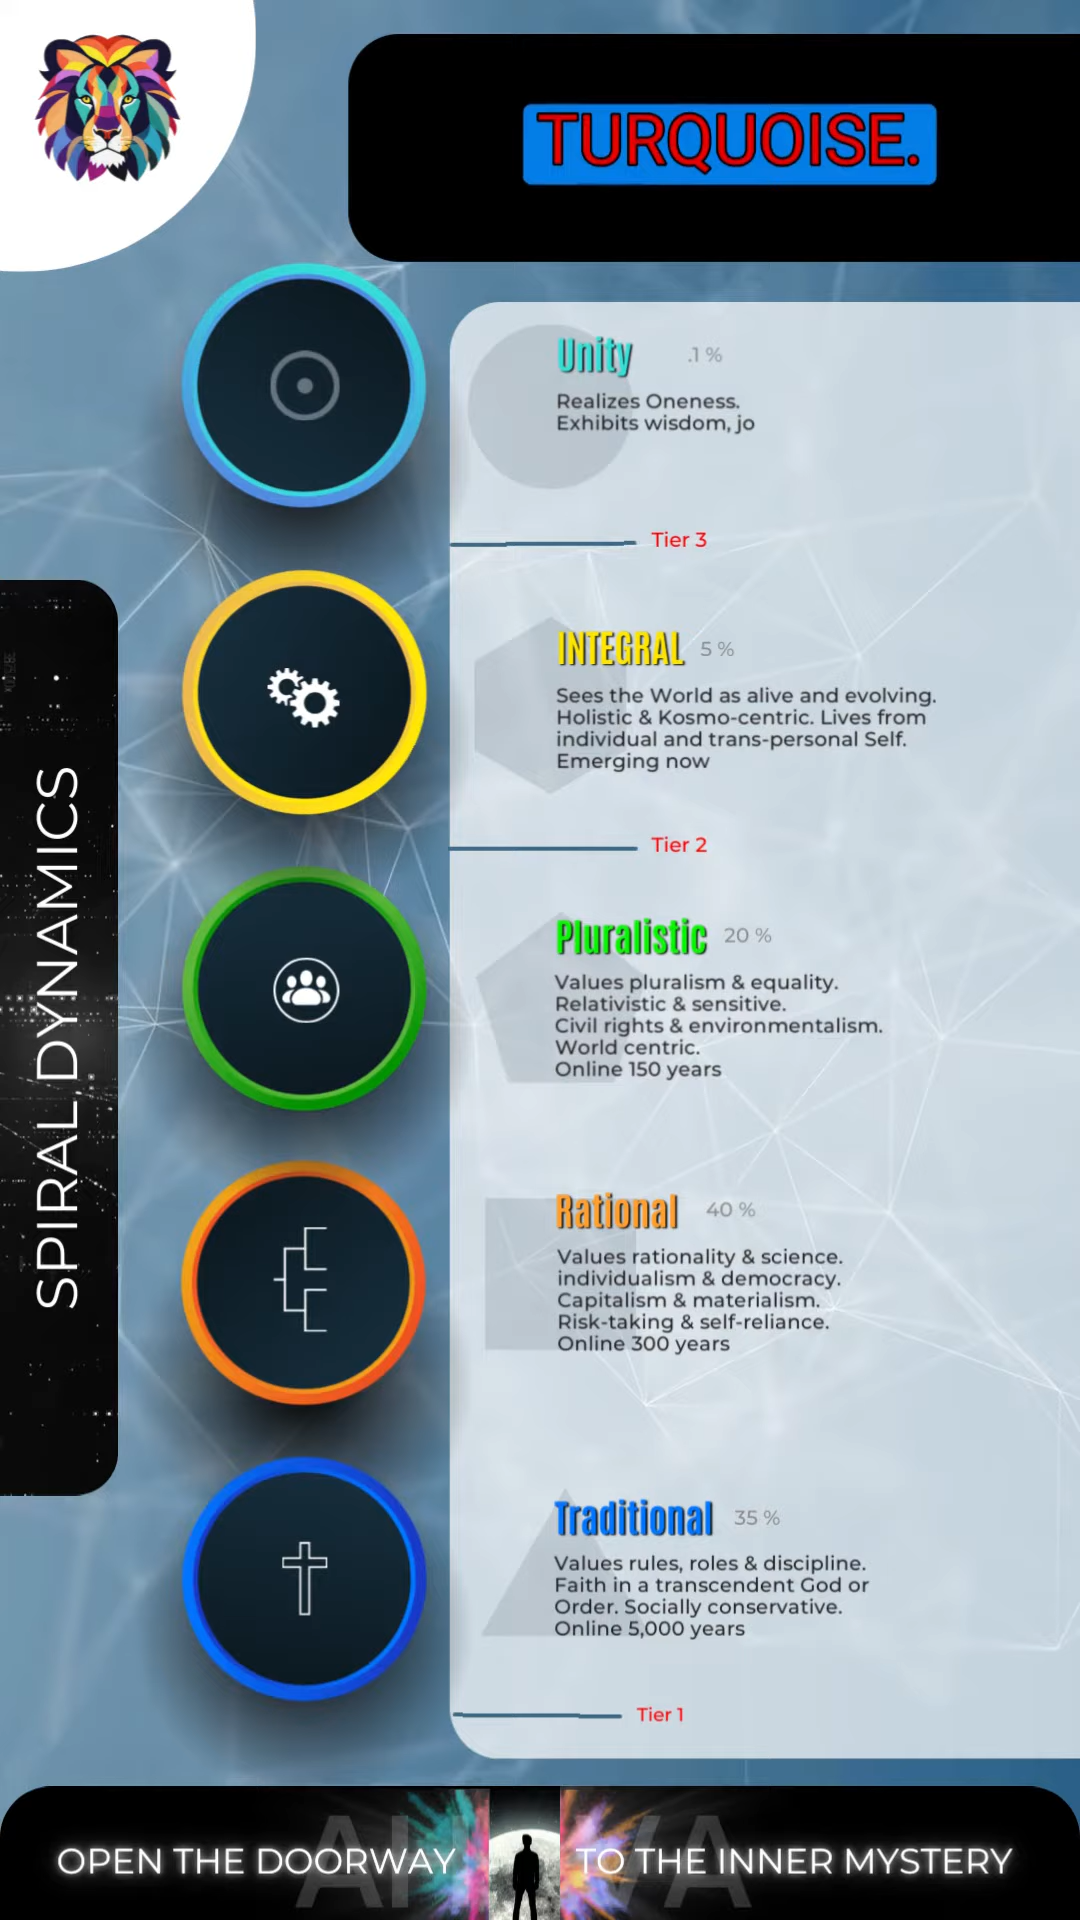 TURQUOISE.
Unity .1 %
Realizes Oneness.
Exhibits wisdom, jo
Tier 3
INTEGRAL 5 %
Sees the World as alive and evolving.
Holistic & Kosmo-centric. Lives from
individual and trans-personal Self.
Emerging now
Tier 2
Pluralistic 20 %
Values pluralism & equality.
Relativistic & sensitive.
Civil rights & environmentalism.
World centric.
Online 150 years
Rational 40 %
Values rationality & science.
individualism & democracy.
Capitalism & materialism.
Risk-taking & self-reliance.
Online 300 years
Traditional 35 %
Values rules, roles & discipline.
Faith in a transcendent God or
Order. Socially conservative.
Online 5,000 years
Tier 1
SPIRAL DYNAMICS
OPEN THE DOORWAY TO THE INNER MYSTERY